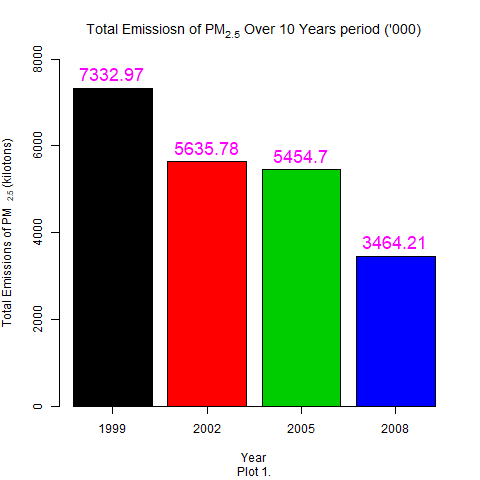 Total Emissiosn of PM2.5 Over 10 Years period ('000)
Total Emissions of PM 2.5 (kilotons)
8000
6000
4000
2000
0
7332.97
5635.78
5454.7
3464.21
1999 2002 2005 2008
Year
Plot 1.